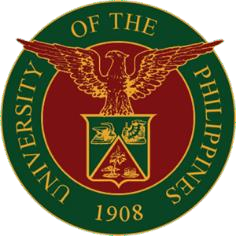 UNIVERSITY OF THE PHILIPPINES
1908